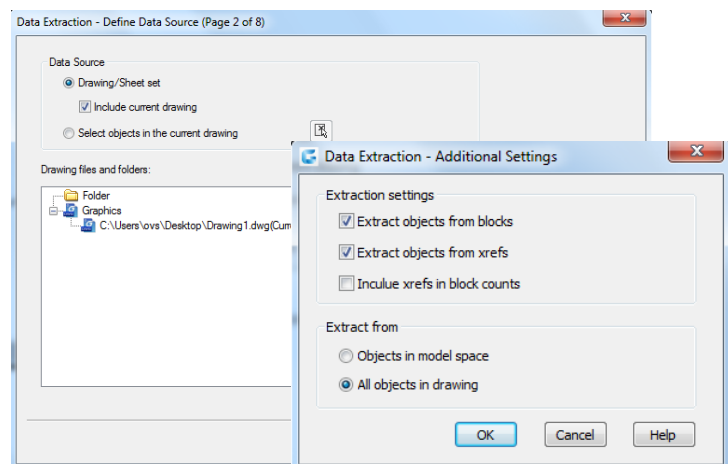 Data Extraction - Define Data Source (Page 2 of 8)
Data Source
Drawing/Sheet set
Include current drawing
Select objects in the current drawing
Drawing files and folders:
Folder
Graphics
C:\Users\ovs\Desktop\Drawing1.dwg(Curr
Data Extraction - Additional Settings
Extraction settings
Extract objects from blocks
Extract objects from xrefs
Inculue xrefs in block counts
Extract from
Objects in model space
All objects in drawing
OK Cancel Help